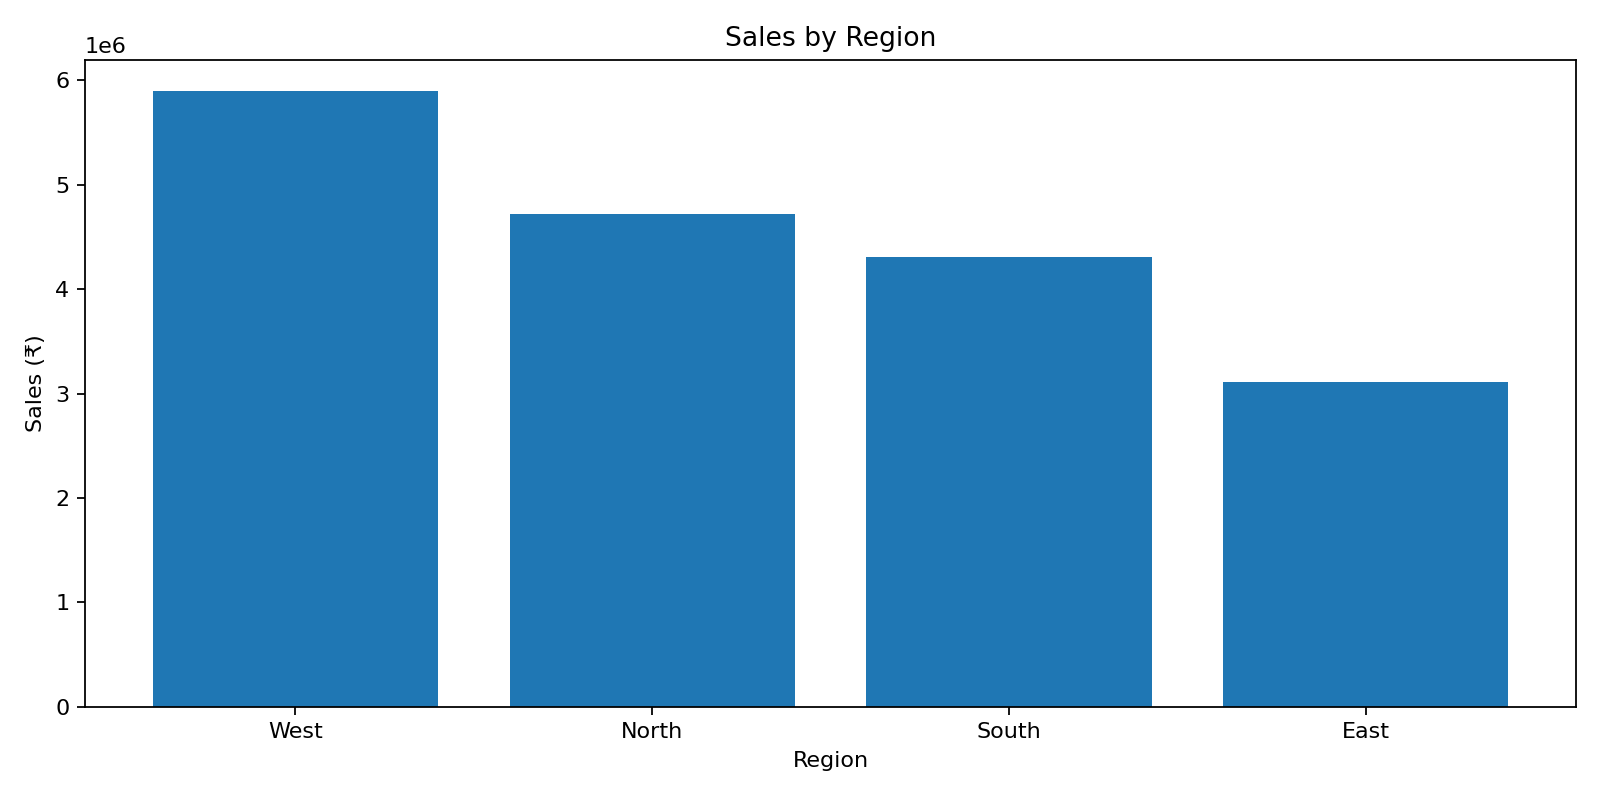 Sales by Region
1e6
6
5
4
3
2
1
0
Sales (₹)
West
North
South
East
Region